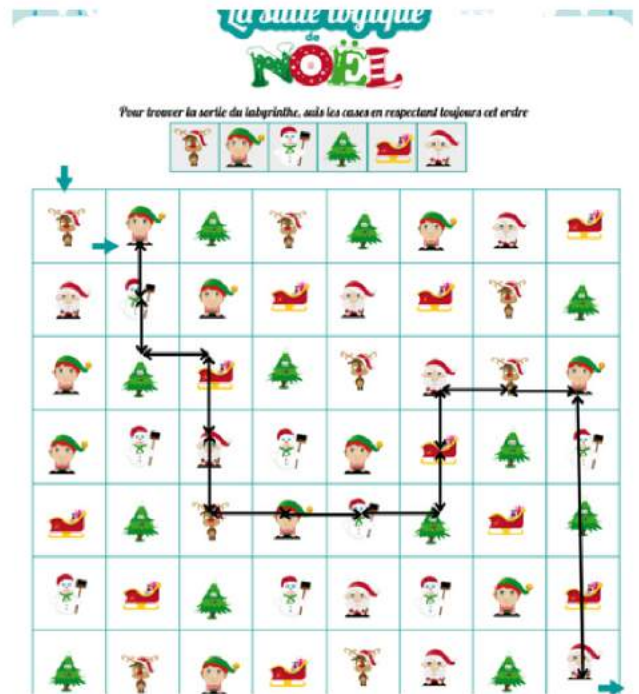 La suite logique
de
NOËL
Pour trouver la sortie du labyrinthe, suis les cases en respectant toujours cet ordre